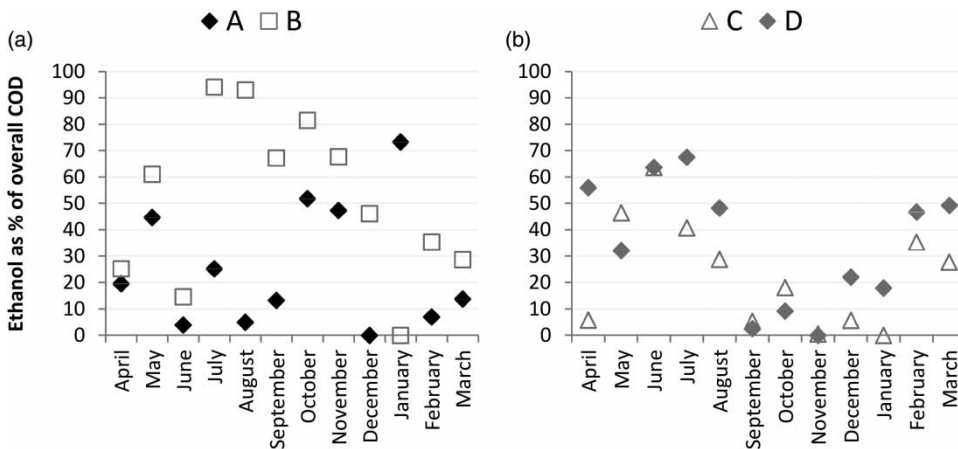 (a)
A B
Ethanol as % of overall COD
100
90
80
70
60
50
40
30
20
10
0
April
May
June
July
August
September
October
November
December
January
February
March
(b)
C D
100
90
80
70
60
50
40
30
20
10
0
April
May
June
July
August
September
October
November
December
January
February
March